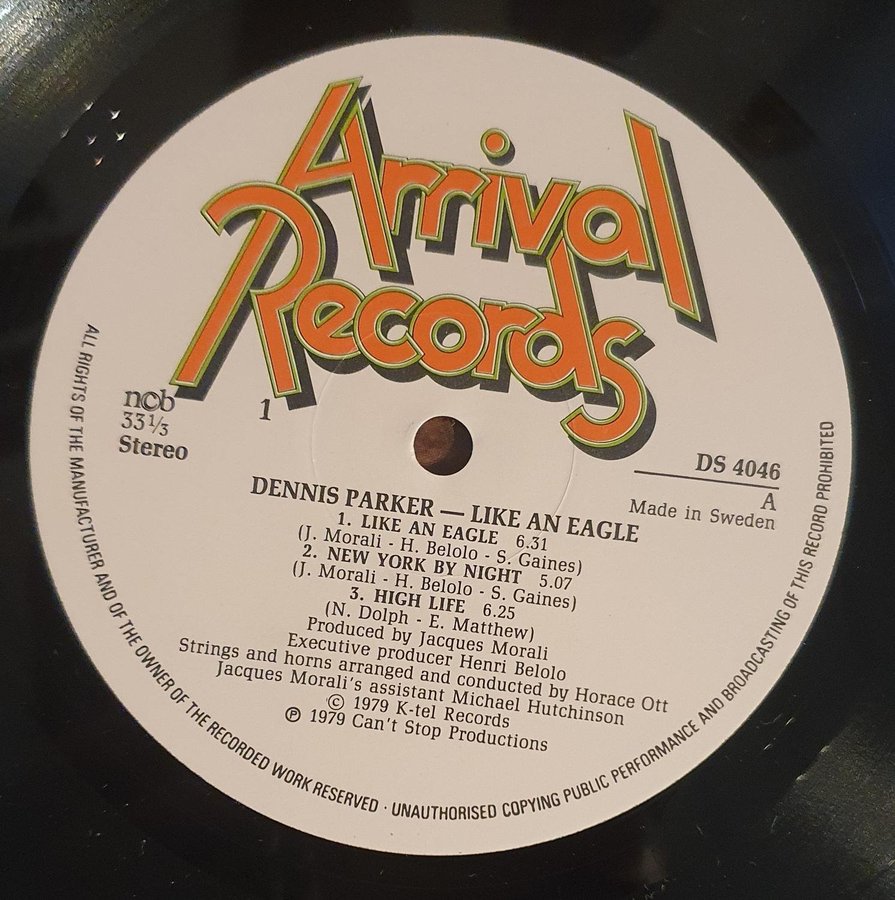 Arrival
Records
ncb
33 1/3
Stereo
1
DS 4046
A
Made in Sweden
DENNIS PARKER — LIKE AN EAGLE
1. LIKE AN EAGLE 6.31
(J. Morali - H. Belolo - S. Gaines)
2. NEW YORK BY NIGHT 5.07
(J. Morali - H. Belolo - S. Gaines)
3. HIGH LIFE 6.25
(N. Dolph - E. Matthew)
Produced by Jacques Morali
Executive producer Henri Belolo
Strings and horns arranged and conducted by Horace Ott
Jacques Morali's assistant Michael Hutchinson
© 1979 K-tel Records
℗ 1979 Can't Stop Productions
ALL RIGHTS OF THE MANUFACTURER AND OF THE OWNER OF THE RECORDED WORK RESERVED · UNAUTHORISED COPYING PUBLIC PERFORMANCE AND BROADCASTING OF THIS RECORD PROHIBITED